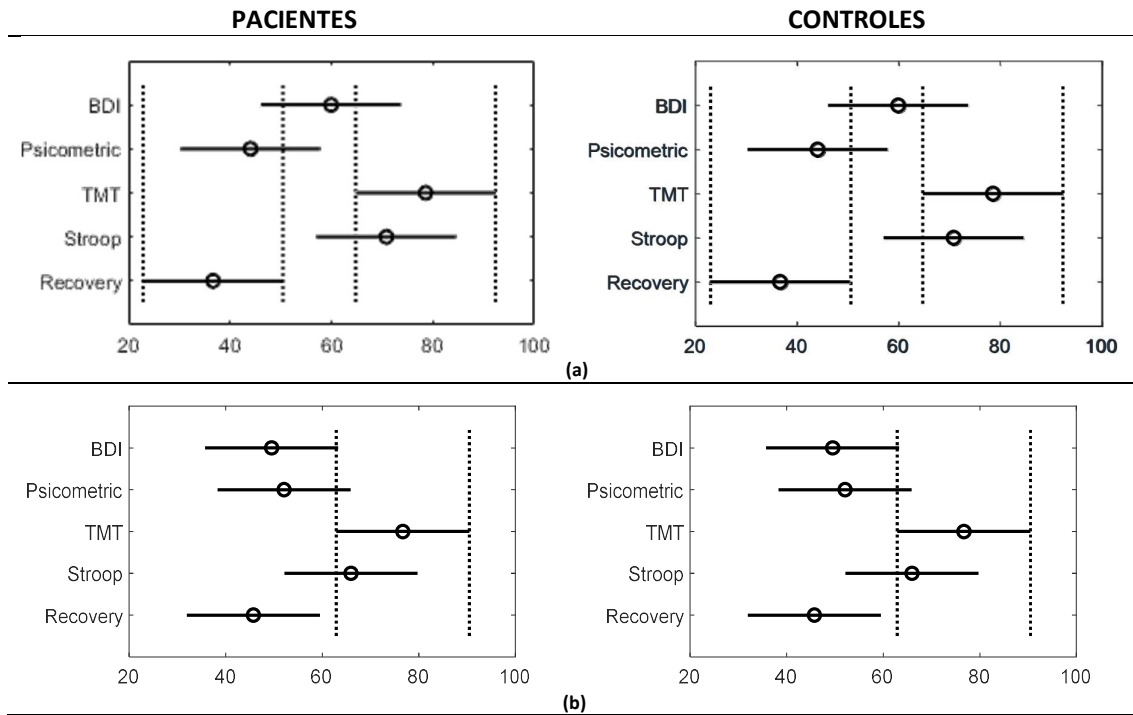 PACIENTES CONTROLES
BDI BDI
Psicometric Psicometric
TMT TMT
Stroop Stroop
Recovery Recovery
20 40 60 80 100 20 40 60 80 100
(a)
BDI BDI
Psicometric Psicometric
TMT TMT
Stroop Stroop
Recovery Recovery
20 40 60 80 100 20 40 60 80 100
(b)